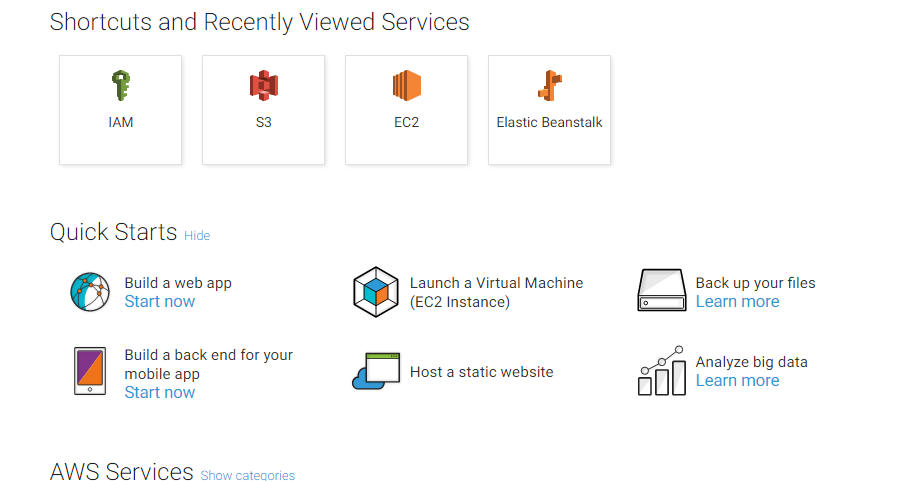 Shortcuts and Recently Viewed Services
IAM
S3
EC2
Elastic Beanstalk
Quick Starts Hide
Build a web app
Start now
Launch a Virtual Machine
(EC2 Instance)
Back up your files
Learn more
Build a back end for your
mobile app
Start now
Host a static website
Analyze big data
Learn more
AWS Services Show categories